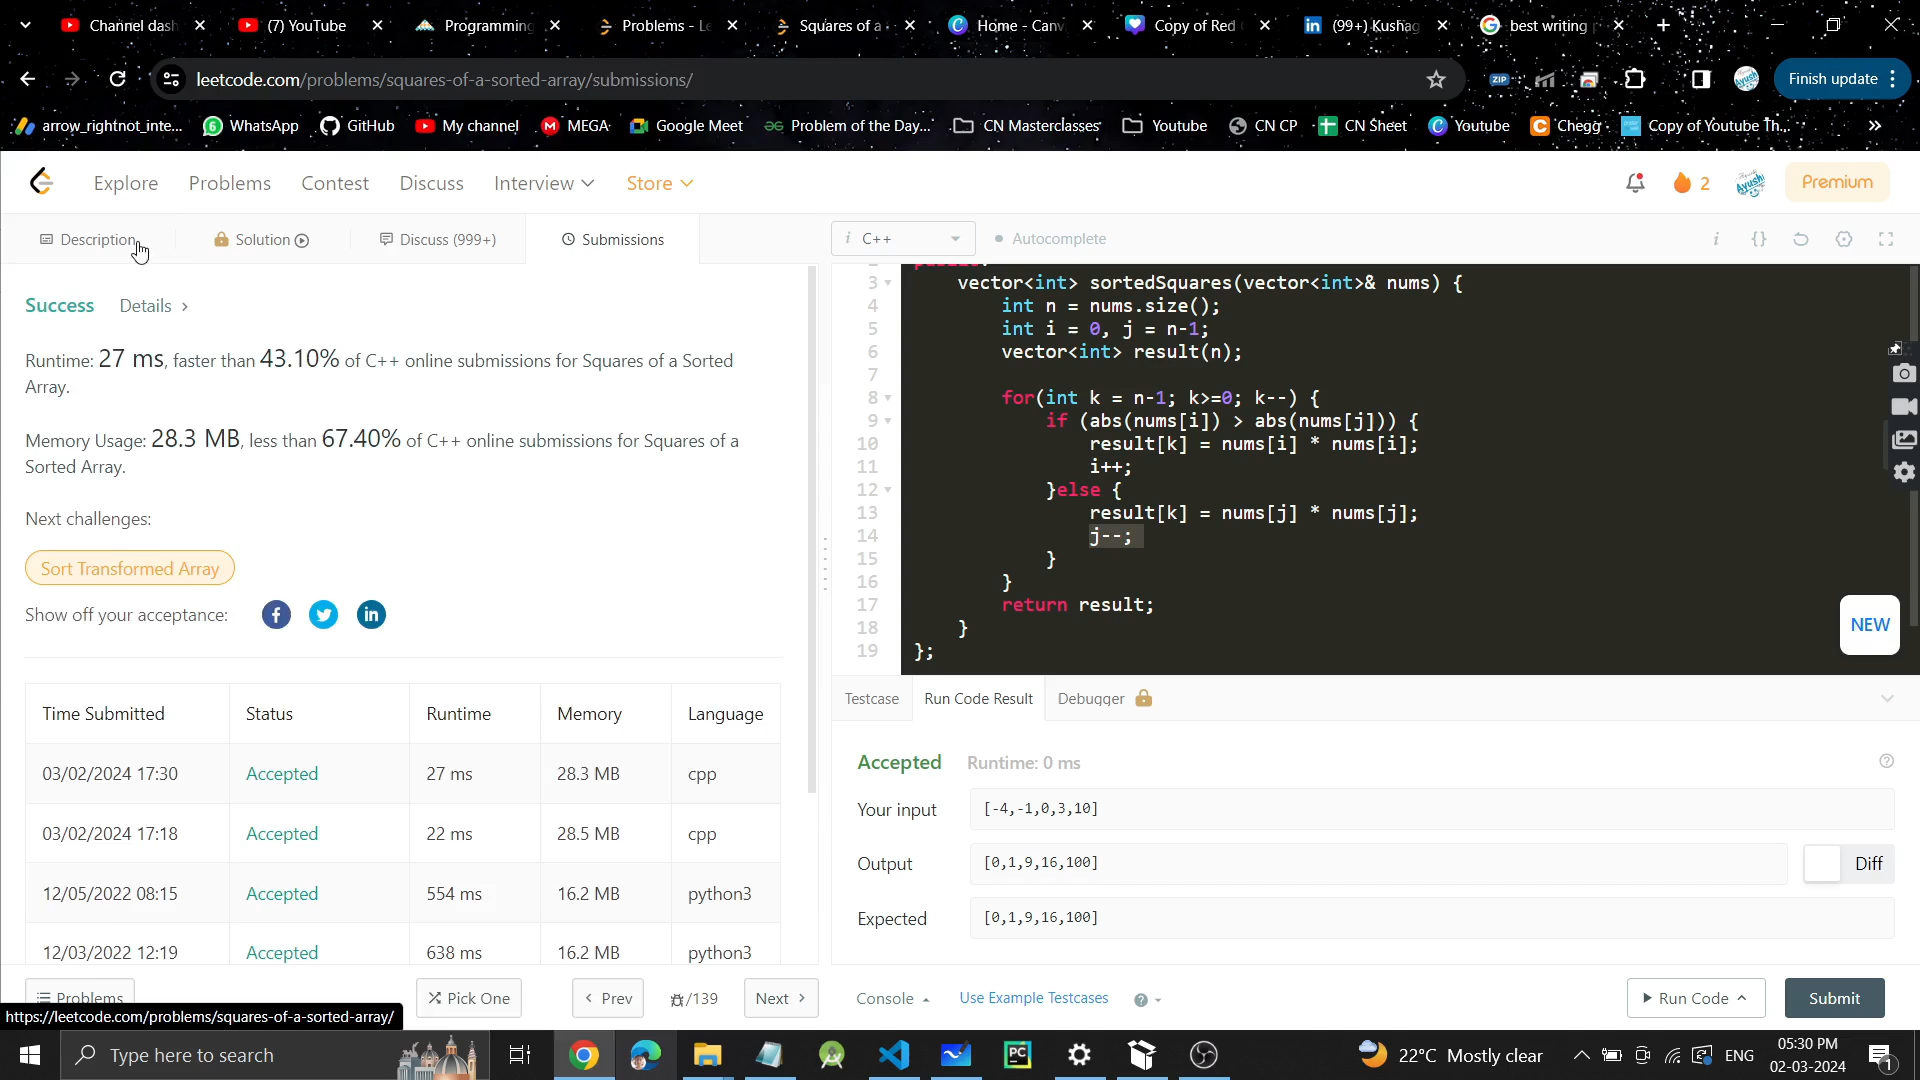 Channel dash
(7) YouTube
Programming
Problems - Le
Squares of a
Home - Canv
Copy of Red
(99+) Kushag
best writing
leetcode.com/problems/squares-of-a-sorted-array/submissions/
ZIP
Finish update
arrow_rightnot_inte...
WhatsApp
GitHub
My channel
MEGA
Google Meet
Problem of the Day...
CN Masterclasses
Youtube
CN CP
CN Sheet
Youtube
Chegg
Copy of Youtube Th...
Explore
Problems
Contest
Discuss
Interview
Store
2
Premium
Description
Solution
Discuss (999+)
Submissions
i C++
Autocomplete
Success
Details >
Runtime: 27 ms, faster than 43.10% of C++ online submissions for Squares of a Sorted
Array.
Memory Usage: 28.3 MB, less than 67.40% of C++ online submissions for Squares of a
Sorted Array.
Next challenges:
Sort Transformed Array
Show off your acceptance:
Time Submitted Status Runtime Memory Language
03/02/2024 17:30 Accepted 27 ms 28.3 MB cpp
03/02/2024 17:18 Accepted 22 ms 28.5 MB cpp
12/05/2022 08:15 Accepted 554 ms 16.2 MB python3
12/03/2022 12:19 Accepted 638 ms 16.2 MB python3
3 vector<int> sortedSquares(vector<int>& nums) {
4 int n = nums.size();
5 int i = 0, j = n-1;
6 vector<int> result(n);
7
8 for(int k = n-1; k>=0; k--) {
9 if (abs(nums[i]) > abs(nums[j])) {
10 result[k] = nums[i] * nums[i];
11 i++;
12 }else {
13 result[k] = nums[j] * nums[j];
14 j--;
15 }
16 }
17 return result;
18 }
19 };
NEW
Testcase
Run Code Result
Debugger
Accepted Runtime: 0 ms
Your input [-4,-1,0,3,10]
Output [0,1,9,16,100]
Diff
Expected [0,1,9,16,100]
Problems
Pick One
Prev
/139
Next
Console
Use Example Testcases
Run Code
Submit
https://leetcode.com/problems/squares-of-a-sorted-array/
Type here to search
22°C Mostly clear
ENG
05:30 PM
02-03-2024
1